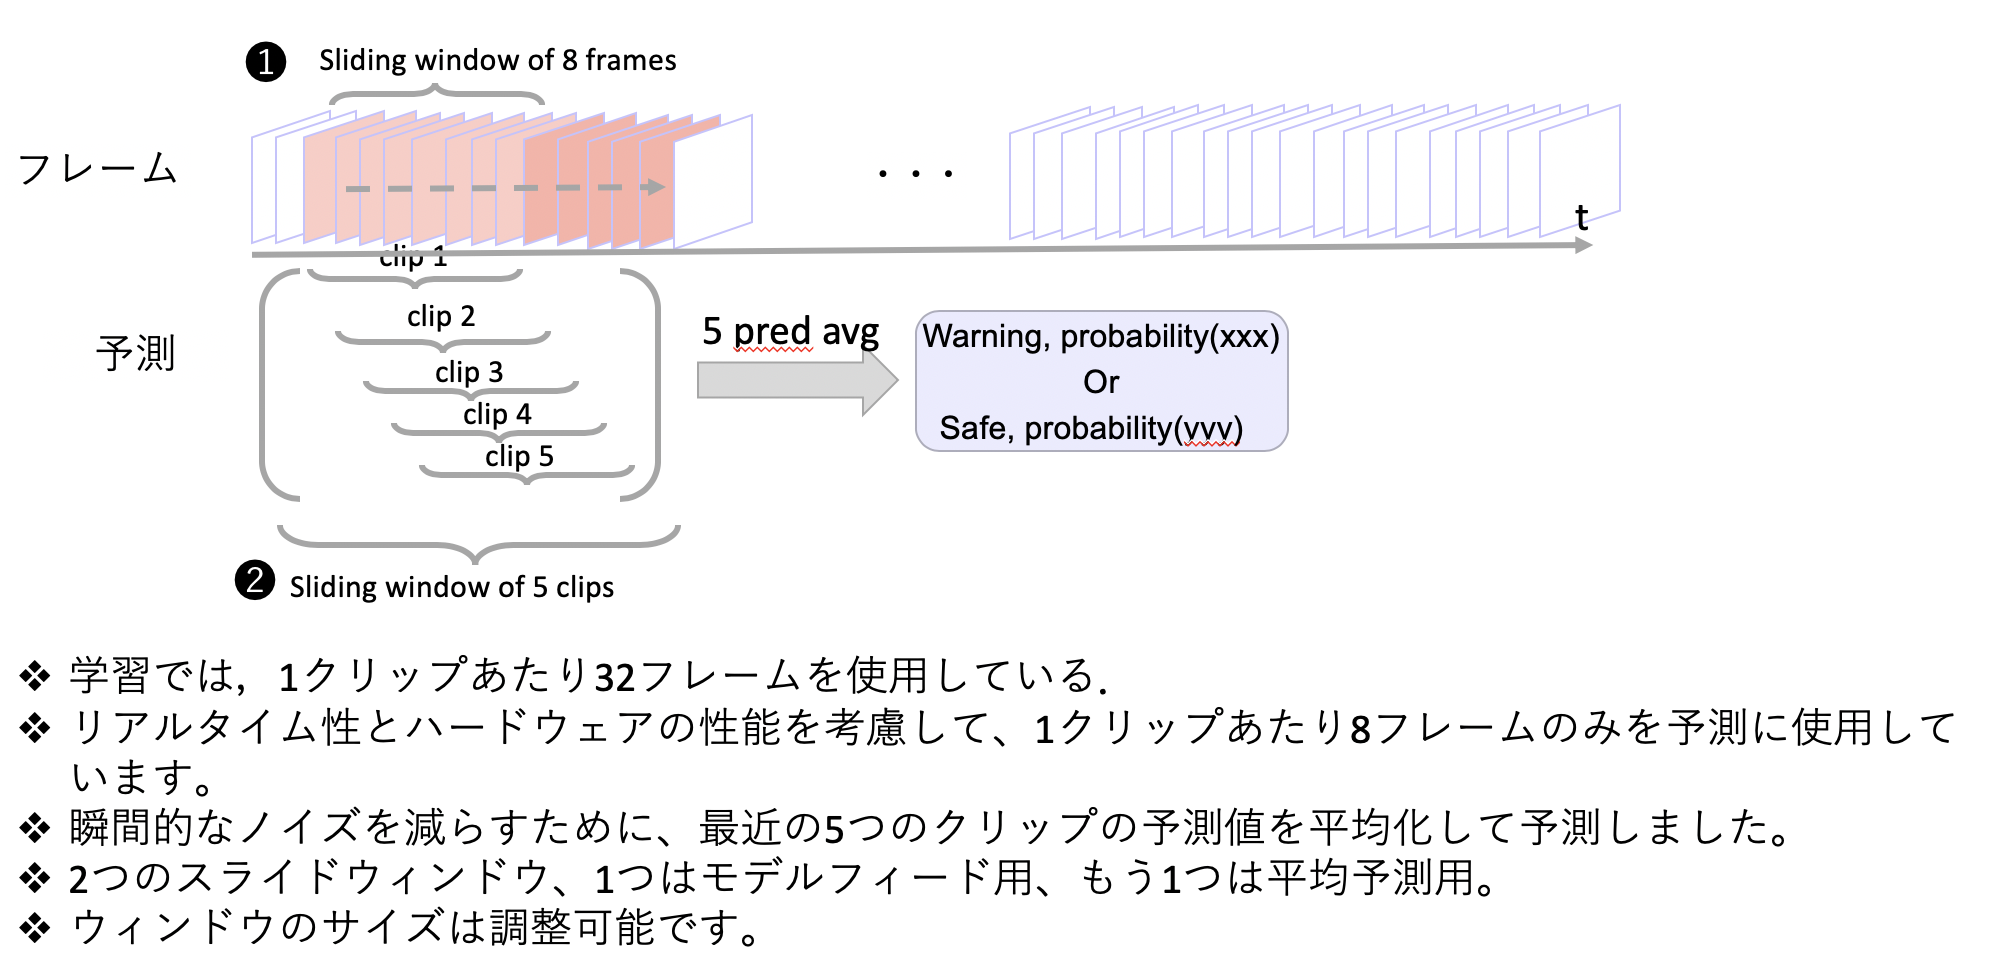 ❶ Sliding window of 8 frames
フレーム
・・・
t
clip 1
予測
clip 2
clip 3
clip 4
clip 5
5 pred avg
Warning, probability(xxx)
Or
Safe, probability(yyy)
❷ Sliding window of 5 clips
❖ 学習では，1クリップあたり32フレームを使用している．
❖ リアルタイム性とハードウェアの性能を考慮して、1クリップあたり8フレームのみを予測に使用して
います。
❖ 瞬間的なノイズを減らすために、最近の5つのクリップの予測値を平均化して予測しました。
❖ 2つのスライドウィンドウ、1つはモデルフィード用、もう1つは平均予測用。
❖ ウィンドウのサイズは調整可能です。